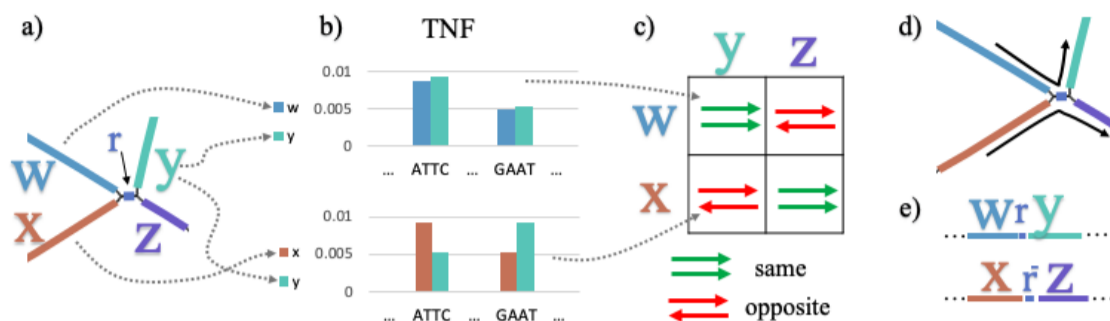 a)
b)
TNF
c)
d)
y z
0.01
w
0.005
r
w
y
y
0
w
... ATTC ... GAAT ...
x
z
x
0.01
e)
x
0.005
w r y
y
same
... ...
0
x r̄ z
opposite
... ...
... ATTC ... GAAT ...